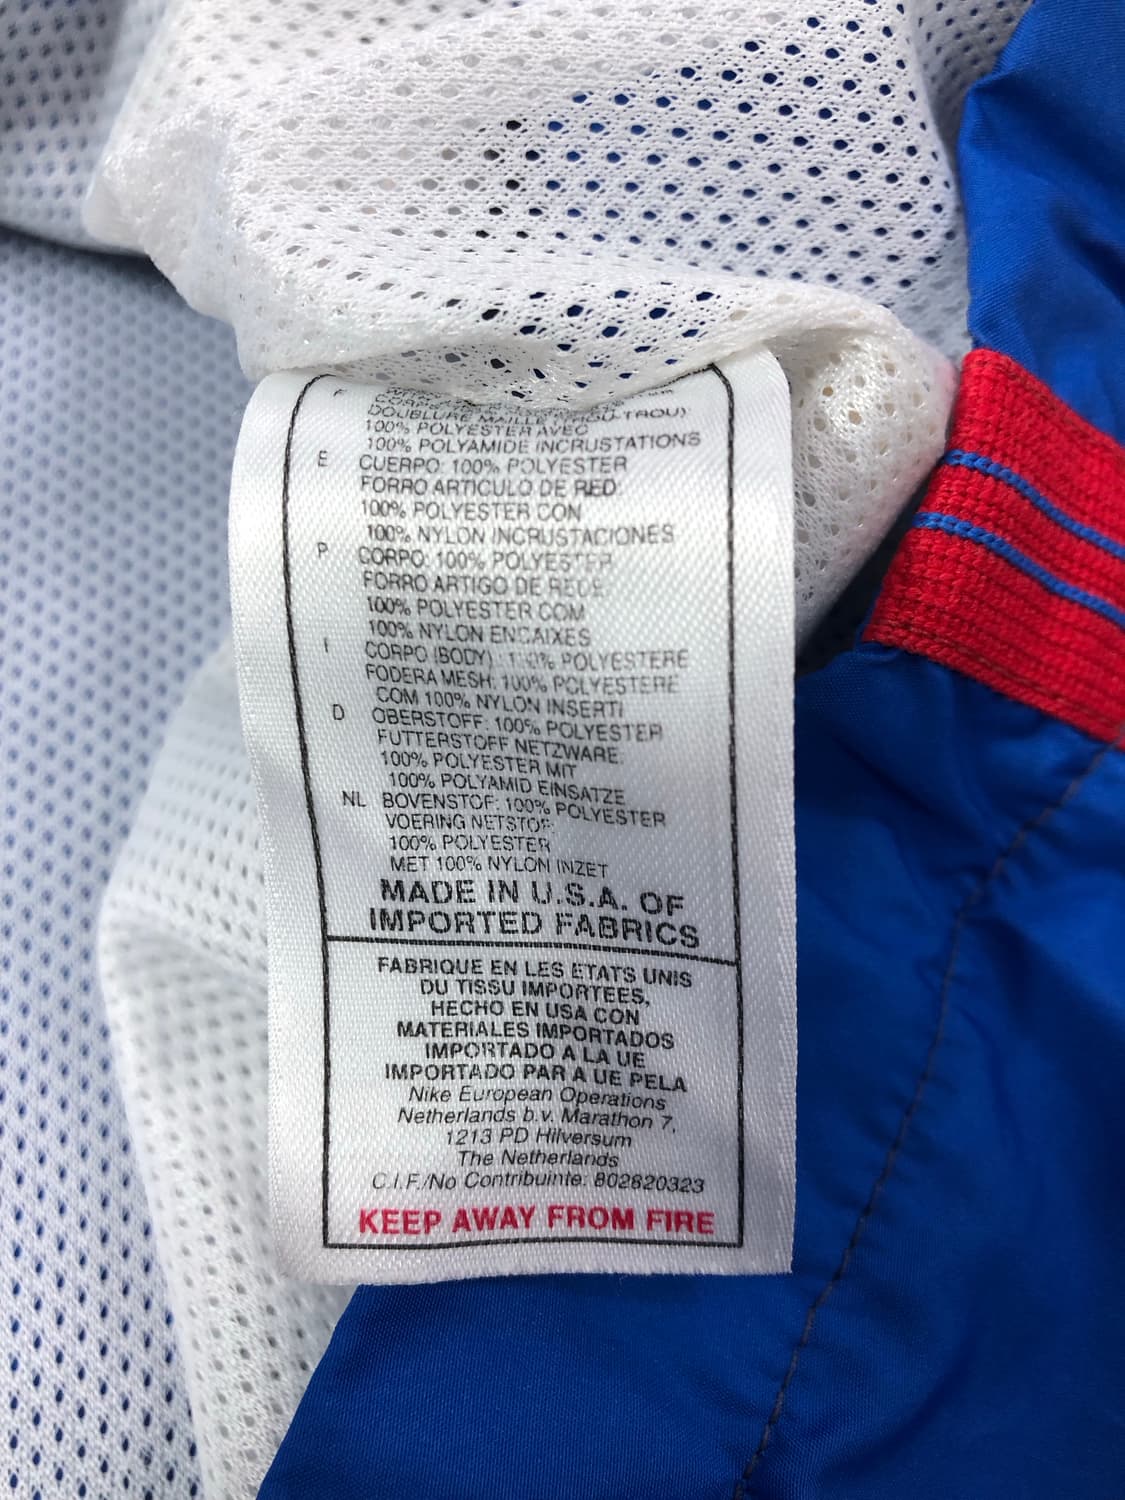 F
DOUBLURE MAILLE
100% POLYESTER AVEC
100% POLYAMIDE INCRUSTATIONS
E CUERPO: 100% POLYESTER
FORRO ARTICULO DE RED:
100% POLYESTER CON
100% NYLON INCRUSTACIONES
P CORPO: 100% POLYESTER
FORRO ARTIGO DE REDE:
100% POLYESTER COM
100% NYLON ENCAIXES
I CORPO (BODY): 100% POLYESTERE
FODERA MESH: 100% POLYESTERE
COM 100% NYLON INSERTI
D OBERSTOFF: 100% POLYESTER
FUTTERSTOFF NETZWARE:
100% POLYESTER MIT
100% POLYAMID EINSATZE
NL BOVENSTOF: 100% POLYESTER
VOERING NETSTOF:
100% POLYESTER
MET 100% NYLON INZET
MADE IN U.S.A. OF
IMPORTED FABRICS
FABRIQUE EN LES ETATS UNIS
DU TISSU IMPORTEES,
HECHO EN USA CON
MATERIALES IMPORTADOS
IMPORTADO A LA UE
IMPORTADO PAR A UE PELA
Nike European Operations
Netherlands b.v. Marathon 7,
1213 PD Hilversum
The Netherlands
C.I.F./No Contribuinte: 802820323
KEEP AWAY FROM FIRE